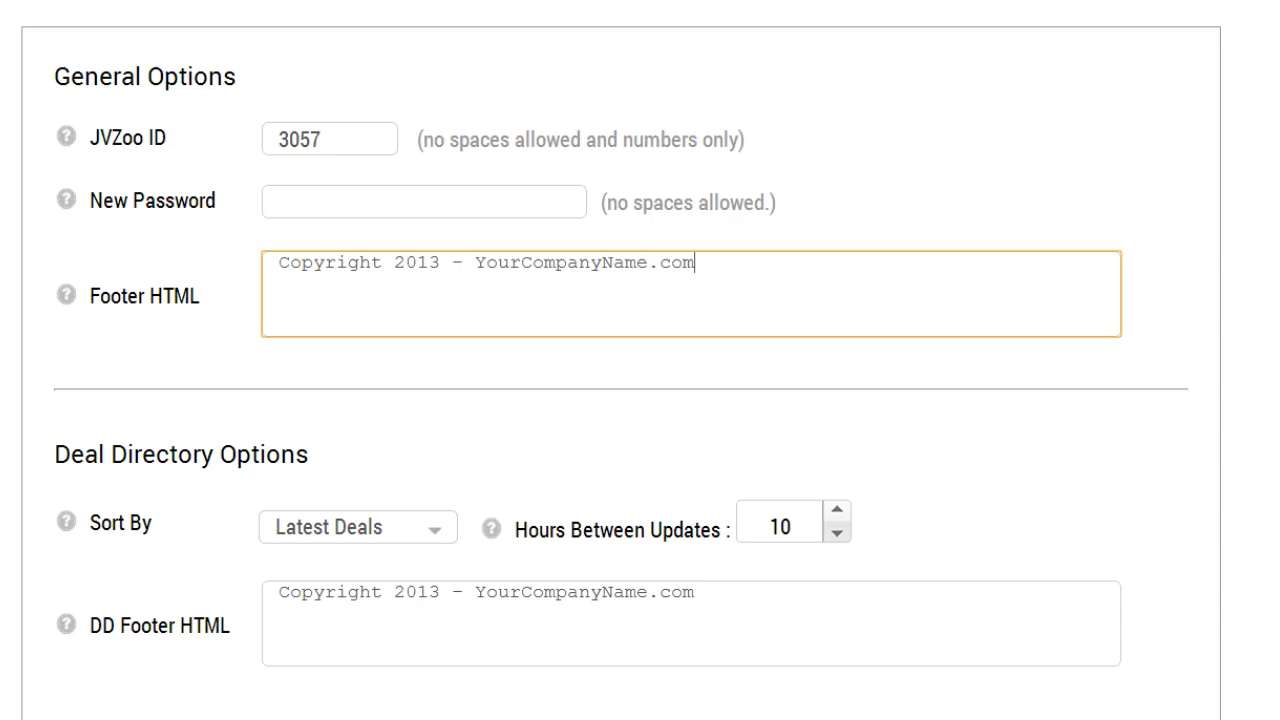 General Options
JVZoo ID 3057 (no spaces allowed and numbers only)
New Password (no spaces allowed.)
Copyright 2013 - YourCompanyName.com
Footer HTML
Deal Directory Options
Sort By Latest Deals Hours Between Updates : 10
Copyright 2013 - YourCompanyName.com
DD Footer HTML